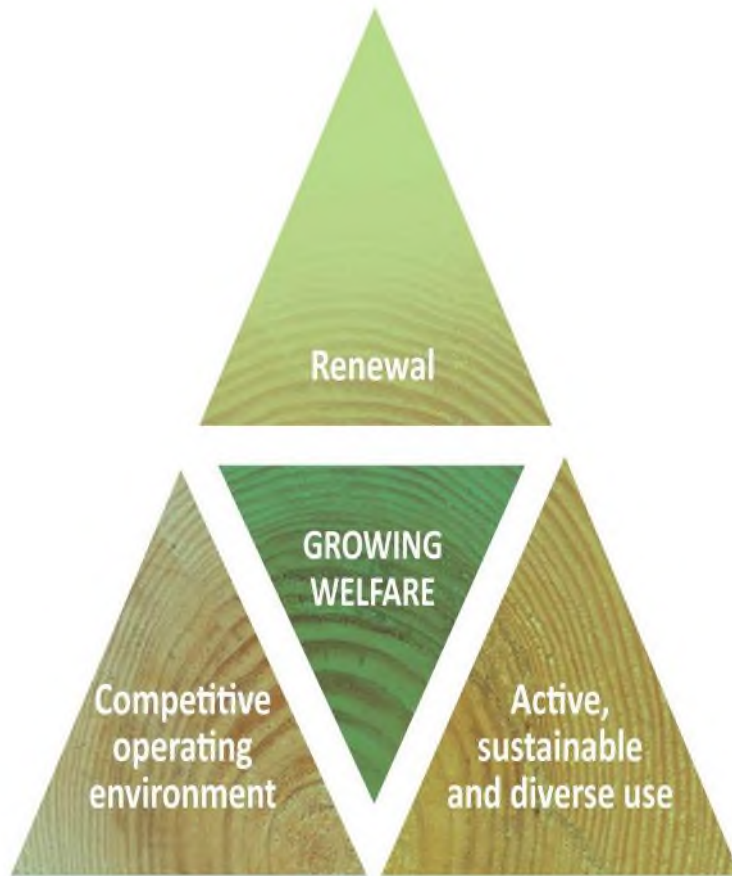 Renewal
GROWING
WELFARE
Competitive
operating
environment
Active,
sustainable
and diverse use